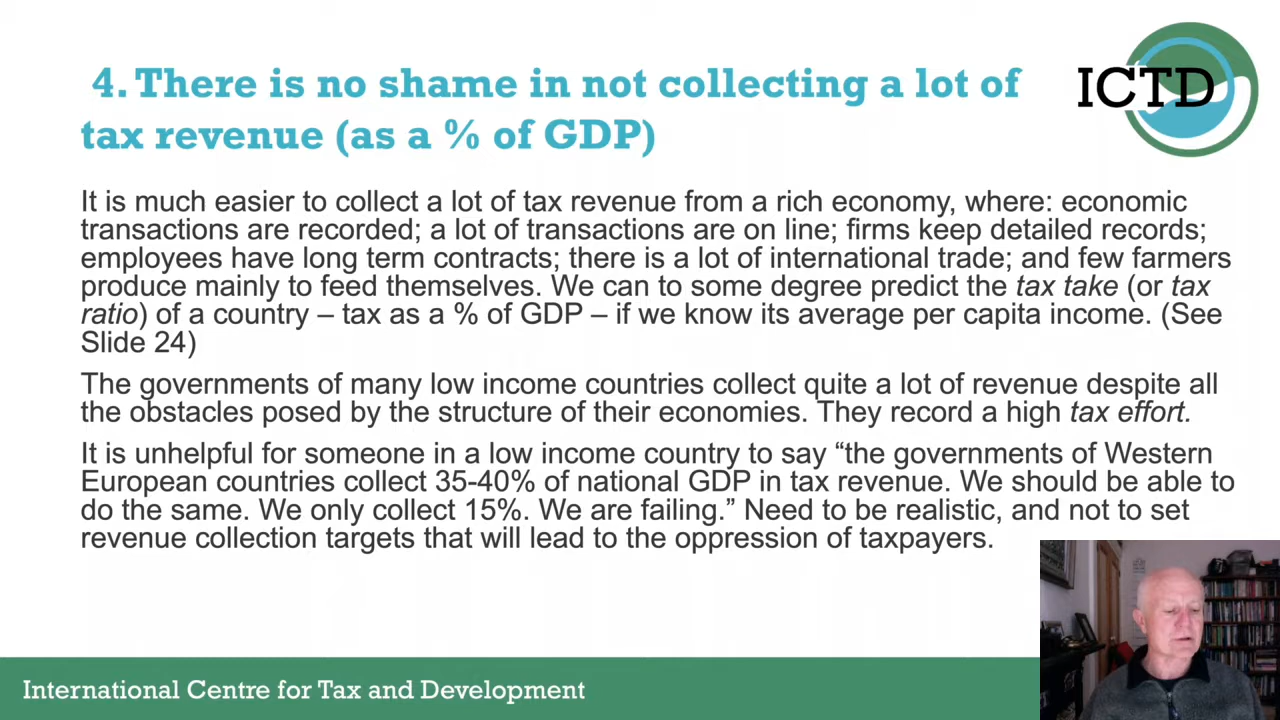 4. There is no shame in not collecting a lot of
tax revenue (as a % of GDP)
ICTD
It is much easier to collect a lot of tax revenue from a rich economy, where: economic
transactions are recorded; a lot of transactions are on line; firms keep detailed records;
employees have long term contracts; there is a lot of international trade; and few farmers
produce mainly to feed themselves. We can to some degree predict the tax take (or tax
ratio) of a country – tax as a % of GDP – if we know its average per capita income. (See
Slide 24)
The governments of many low income countries collect quite a lot of revenue despite all
the obstacles posed by the structure of their economies. They record a high tax effort.
It is unhelpful for someone in a low income country to say “the governments of Western
European countries collect 35-40% of national GDP in tax revenue. We should be able to
do the same. We only collect 15%. We are failing.” Need to be realistic, and not to set
revenue collection targets that will lead to the oppression of taxpayers.
International Centre for Tax and Development